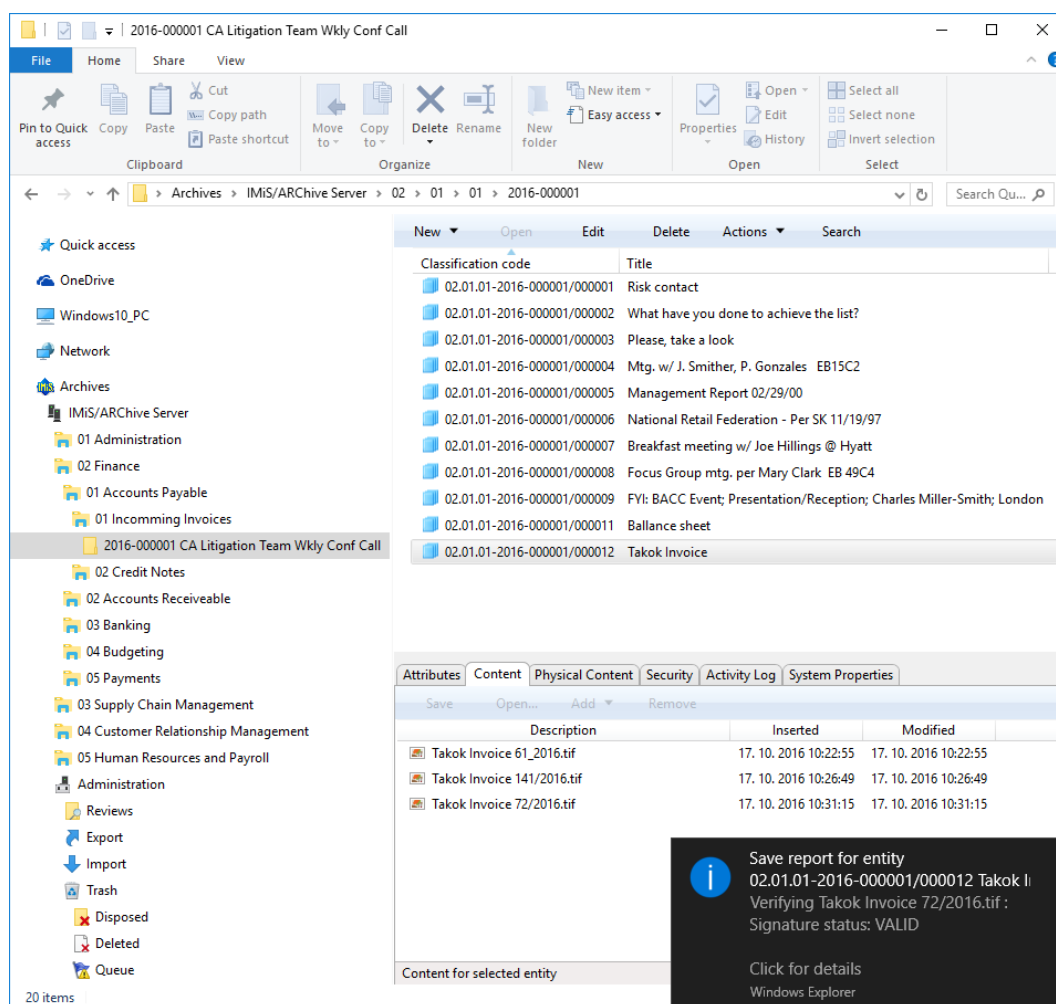 2016-000001 CA Litigation Team Wkly Conf Call
File Home Share View
Pin to Quick access
Copy
Paste
Cut
Copy path
Paste shortcut
Move to
Copy to
Delete
Rename
New folder
New item
Easy access
Properties
Open
Edit
History
Select all
Select none
Invert selection
Clipboard Organize New Open Select
Archives > IMiS/ARChive Server > 02 > 01 > 01 > 2016-000001
Search Qu...
Quick access
OneDrive
Windows10_PC
Network
Archives
IMiS/ARChive Server
01 Administration
02 Finance
01 Accounts Payable
01 Incomming Invoices
2016-000001 CA Litigation Team Wkly Conf Call
02 Credit Notes
02 Accounts Receiveable
03 Banking
04 Budgeting
05 Payments
03 Supply Chain Management
04 Customer Relationship Management
05 Human Resources and Payroll
Administration
Reviews
Export
Import
Trash
Disposed
Deleted
Queue
20 items
New Open Edit Delete Actions Search
Classification code Title
02.01.01-2016-000001/000001 Risk contact
02.01.01-2016-000001/000002 What have you done to achieve the list?
02.01.01-2016-000001/000003 Please, take a look
02.01.01-2016-000001/000004 Mtg. w/ J. Smither, P. Gonzales EB15C2
02.01.01-2016-000001/000005 Management Report 02/29/00
02.01.01-2016-000001/000006 National Retail Federation - Per SK 11/19/97
02.01.01-2016-000001/000007 Breakfast meeting w/ Joe Hillings @ Hyatt
02.01.01-2016-000001/000008 Focus Group mtg. per Mary Clark EB 49C4
02.01.01-2016-000001/000009 FYI: BACC Event; Presentation/Reception; Charles Miller-Smith; London
02.01.01-2016-000001/000011 Ballance sheet
02.01.01-2016-000001/000012 Takok Invoice
Attributes Content Physical Content Security Activity Log System Properties
Save Open... Add Remove
Description Inserted Modified
Takok Invoice 61_2016.tif 17. 10. 2016 10:22:55 17. 10. 2016 10:22:55
Takok Invoice 141/2016.tif 17. 10. 2016 10:26:49 17. 10. 2016 10:26:49
Takok Invoice 72/2016.tif 17. 10. 2016 10:31:15 17. 10. 2016 10:31:15
Content for selected entity
Save report for entity
02.01.01-2016-000001/000012 Takok
Verifying Takok Invoice 72/2016.tif :
Signature status: VALID
Click for details
Windows Explorer